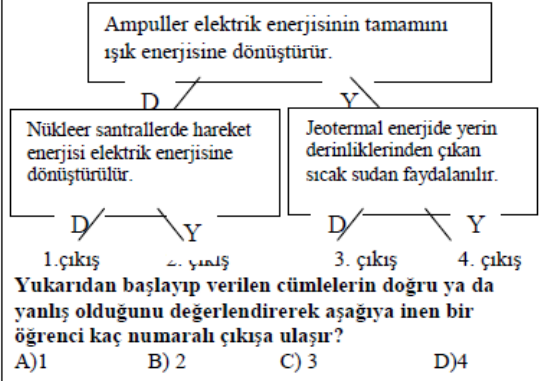 Ampuller elektrik enerjisinin tamamını
ışık enerjisine dönüştürür.
D Y
Nükleer santrallerde hareket
enerjisi elektrik enerjisine
dönüştürülür.
Jeotermal enerjide yerin
derinliklerinden çıkan
sıcak sudan faydalanılır.
D Y D Y
1.çıkış 2. çıkış 3. çıkış 4. çıkış
Yukarıdan başlayıp verilen cümlelerin doğru ya da
yanlış olduğunu değerlendirerek aşağıya inen bir
öğrenci kaç numaralı çıkışa ulaşır?
A)1 B) 2 C) 3 D)4